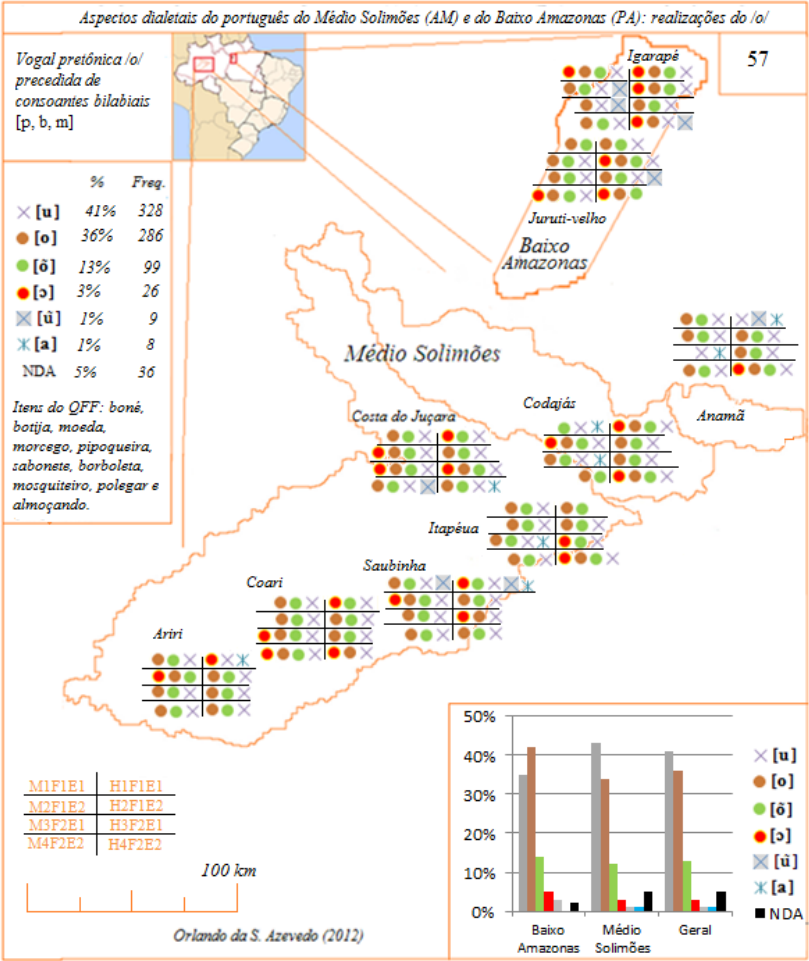 Aspectos dialetais do português do Médio Solimões (AM) e do Baixo Amazonas (PA): realizações do /o/
Vogal pretônica /o/
precedida de
consoantes bilabiais
[p, b, m]
57
Igarapé
Juruti-velho
Baixo
Amazonas
% Freq.
[u] 41% 328
[o] 36% 286
[õ] 13% 99
[ɔ] 3% 26
[ũ] 1% 9
[a] 1% 8
NDA 5% 36
Itens do QFF: boné,
botija, moeda,
morcego, pipoqueira,
sabonete, borboleta,
mosquiteiro, polegar e
almoçando.
Médio Solimões
Anamã
Codajás
Costa do Juçara
Itapéua
Saubinha
Coari
Ariri
M1F1E1 H1F1E1
M2F1E2 H2F1E2
M3F2E1 H3F2E1
M4F2E2 H4F2E2
100 km
Orlando da S. Azevedo (2012)
50%
40%
30%
20%
10%
0%
Baixo
Amazonas
Médio
Solimões
Geral
[u]
[o]
[õ]
[ɔ]
[ũ]
[a]
NDA